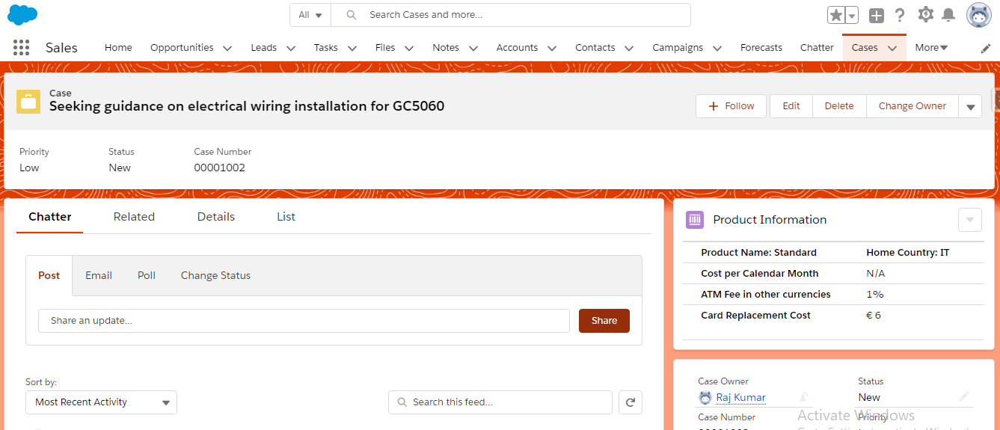 All
Search Cases and more...
Sales
Home Opportunities Leads Tasks Files Notes Accounts Contacts Campaigns Forecasts Chatter Cases More
Case
Seeking guidance on electrical wiring installation for GC5060
+ Follow Edit Delete Change Owner
Priority Status Case Number
Low New 00001002
Chatter Related Details List
Post Email Poll Change Status
Share an update...
Share
Sort by:
Most Recent Activity
Search this feed...
Product Information
Product Name: Standard Home Country: IT
Cost per Calendar Month N/A
ATM Fee in other currencies 1%
Card Replacement Cost € 6
Case Owner Status
Raj Kumar New
Case Number Priority
Activate Windows